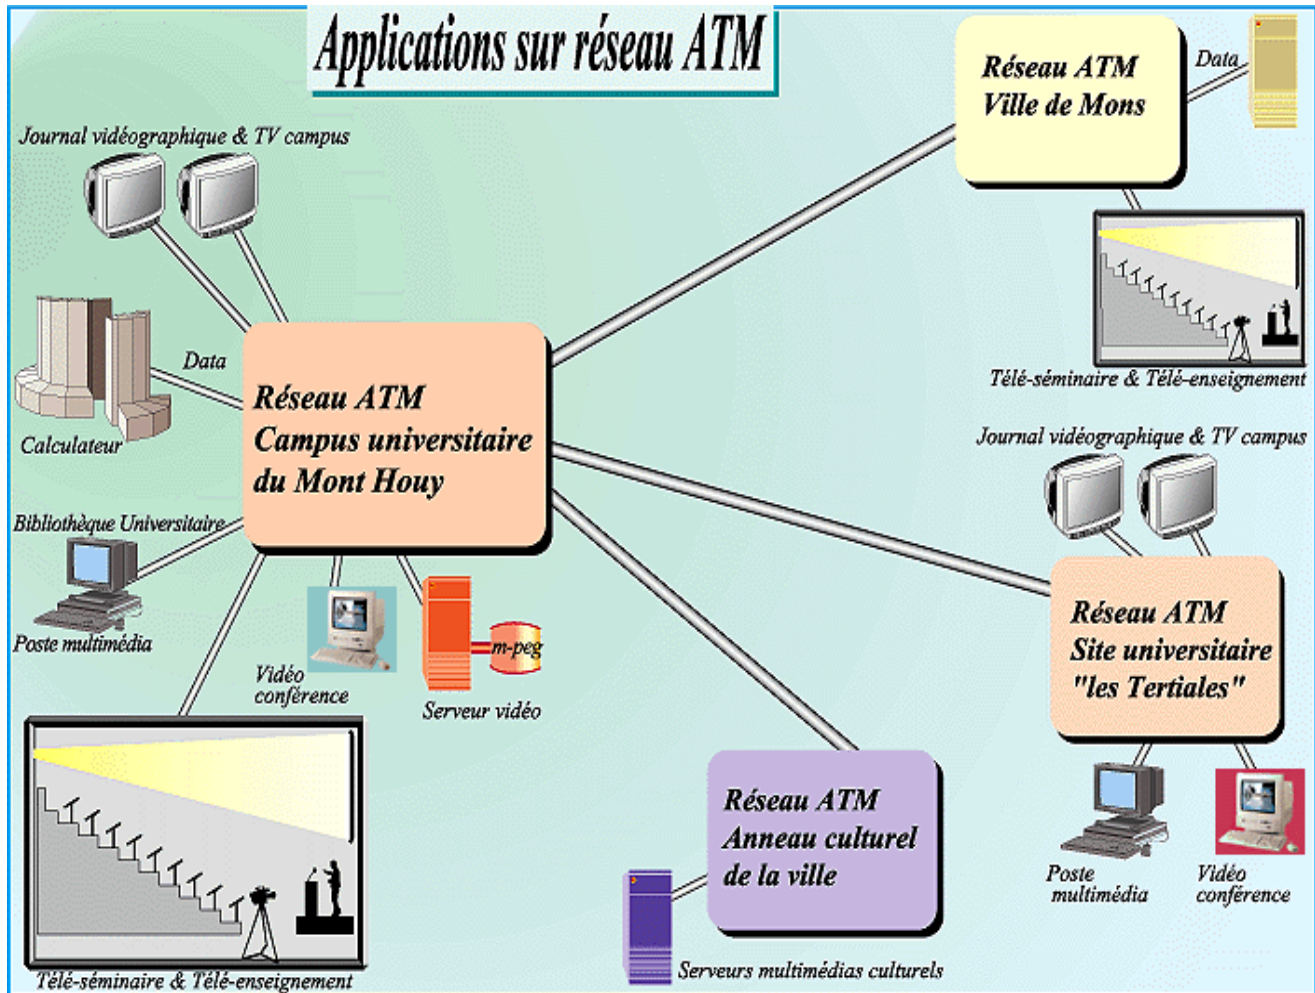 Applications sur réseau ATM
Réseau ATM
Ville de Mons
Data
Journal vidéographique & TV campus
Télé-séminaire & Télé-enseignement
Data
Calculateur
Réseau ATM
Campus universitaire
du Mont Houy
Journal vidéographique & TV campus
Bibliothèque Universitaire
Poste multimédia
Vidéo
conférence
m-peg
Serveur vidéo
Réseau ATM
Site universitaire
"les Tertiales"
Réseau ATM
Anneau culturel
de la ville
Poste
multimédia
Vidéo
conférence
Serveurs multimédias culturels
Télé-séminaire & Télé-enseignement